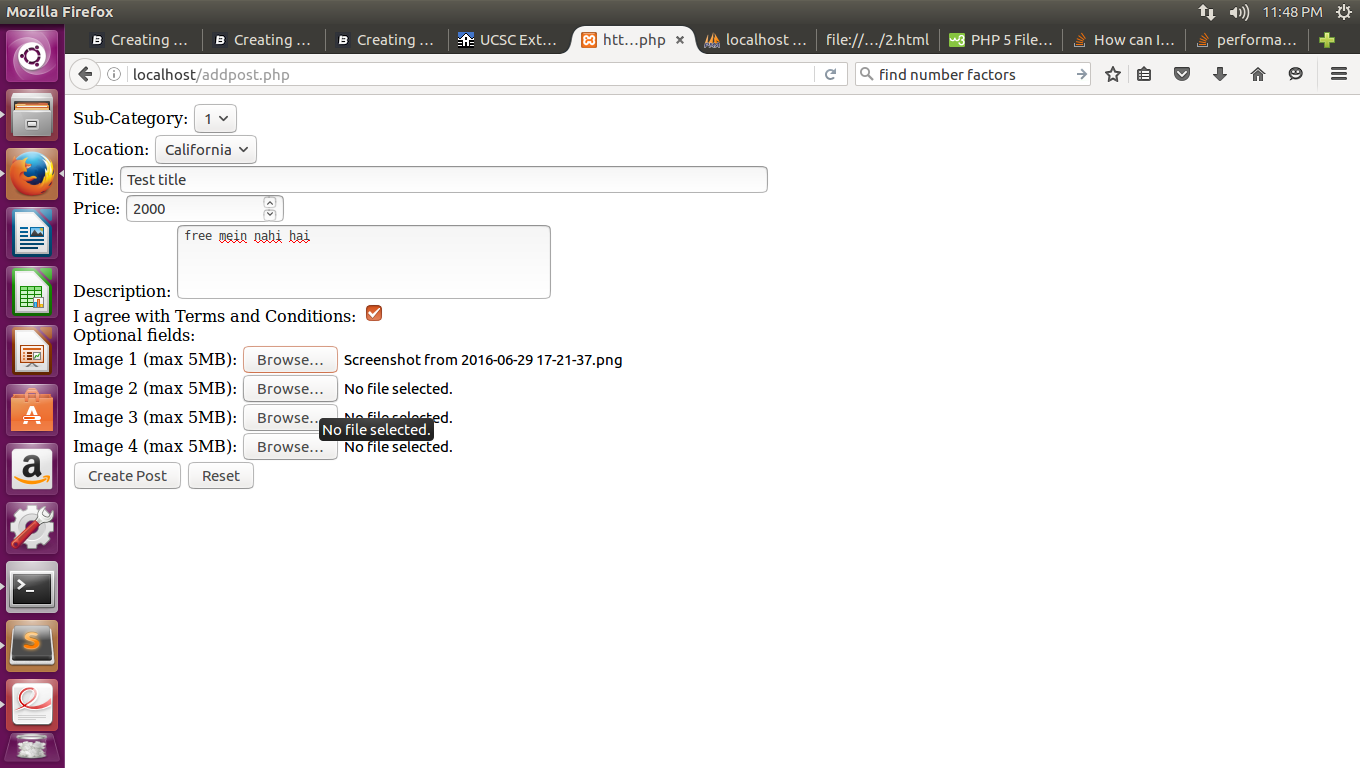 Mozilla Firefox 11:48 PM
Creating ... Creating ... Creating ... UCSC Ext... htt...php localhost ... file://.../2.html PHP 5 File... How can I... performa...
localhost/addpost.php find number factors
Sub-Category: 1
Location: California
Title: Test title
Price: 2000
free mein nahi hai
Description:
I agree with Terms and Conditions:
Optional fields:
Image 1 (max 5MB): Browse... Screenshot from 2016-06-29 17-21-37.png
Image 2 (max 5MB): Browse... No file selected.
Image 3 (max 5MB): Browse... No file selected.
No file selected.
Image 4 (max 5MB): Browse... No file selected.
Create Post Reset